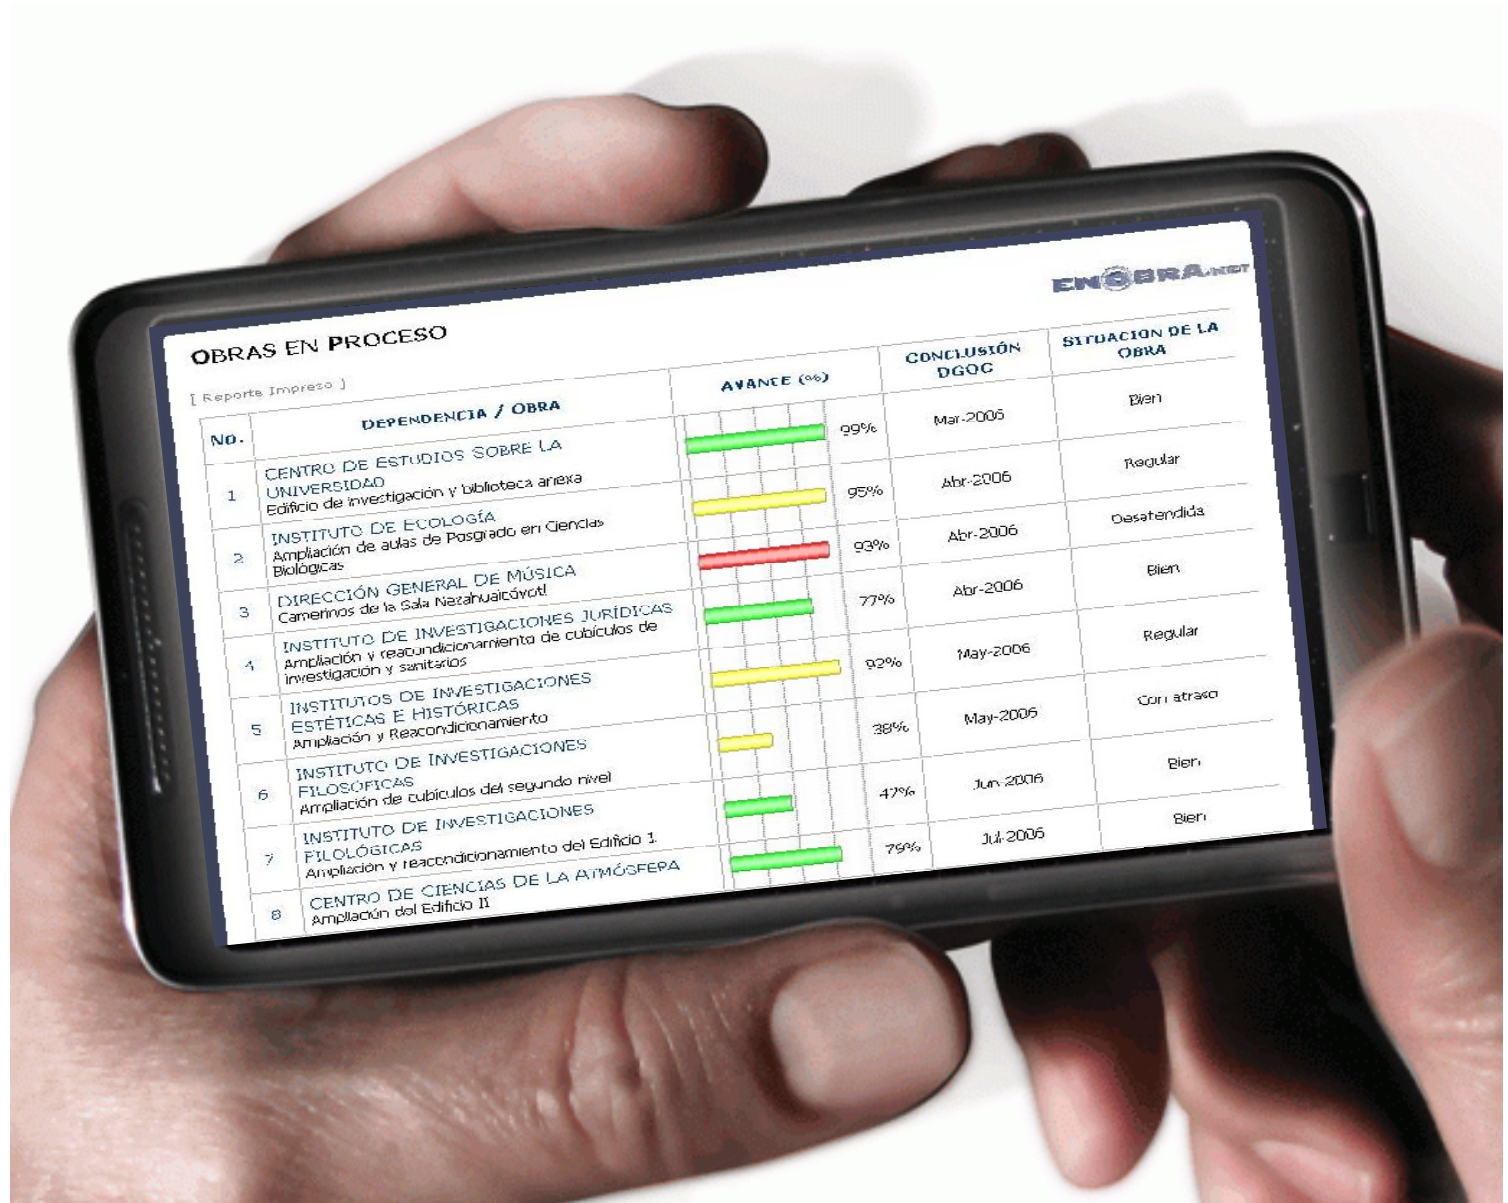 OBRAS EN PROCESO
ENOBRA.NET
[ Reporte Impreso ]
No.
DEPENDENCIA / OBRA
AVANCE (%)
CONCLUSIÓN
DGOC
SITUACION DE LA
OBRA
1
CENTRO DE ESTUDIOS SOBRE LA
UNIVERSIDAD
Edificio de investigación y biblioteca anexa
99%
Mar-2006
Bien
2
INSTITUTO DE ECOLOGÍA
Ampliación de aulas de Posgrado en Ciencias
Biológicas
95%
Abr-2006
Regular
3
DIRECCIÓN GENERAL DE MÚSICA
Camerinos de la Sala Nezahualcóyotl
93%
Abr-2006
Desatendida
4
INSTITUTO DE INVESTIGACIONES JURÍDICAS
Ampliación y reacondicionamiento de cubículos de
investigación y sanitarios
77%
Abr-2006
Bien
5
INSTITUTOS DE INVESTIGACIONES
ESTÉTICAS E HISTÓRICAS
Ampliación y Reacondicionamiento
92%
May-2006
Regular
6
INSTITUTO DE INVESTIGACIONES
FILOSÓFICAS
Ampliación de cubículos del segundo nivel
38%
May-2006
Con atraso
7
INSTITUTO DE INVESTIGACIONES
FILOLÓGICAS
Ampliación y reacondicionamiento del Edificio 1
47%
Jun-2006
Bien
8
CENTRO DE CIENCIAS DE LA ATMÓSFERA
Ampliación del Edificio II
79%
Jul-2006
Bien